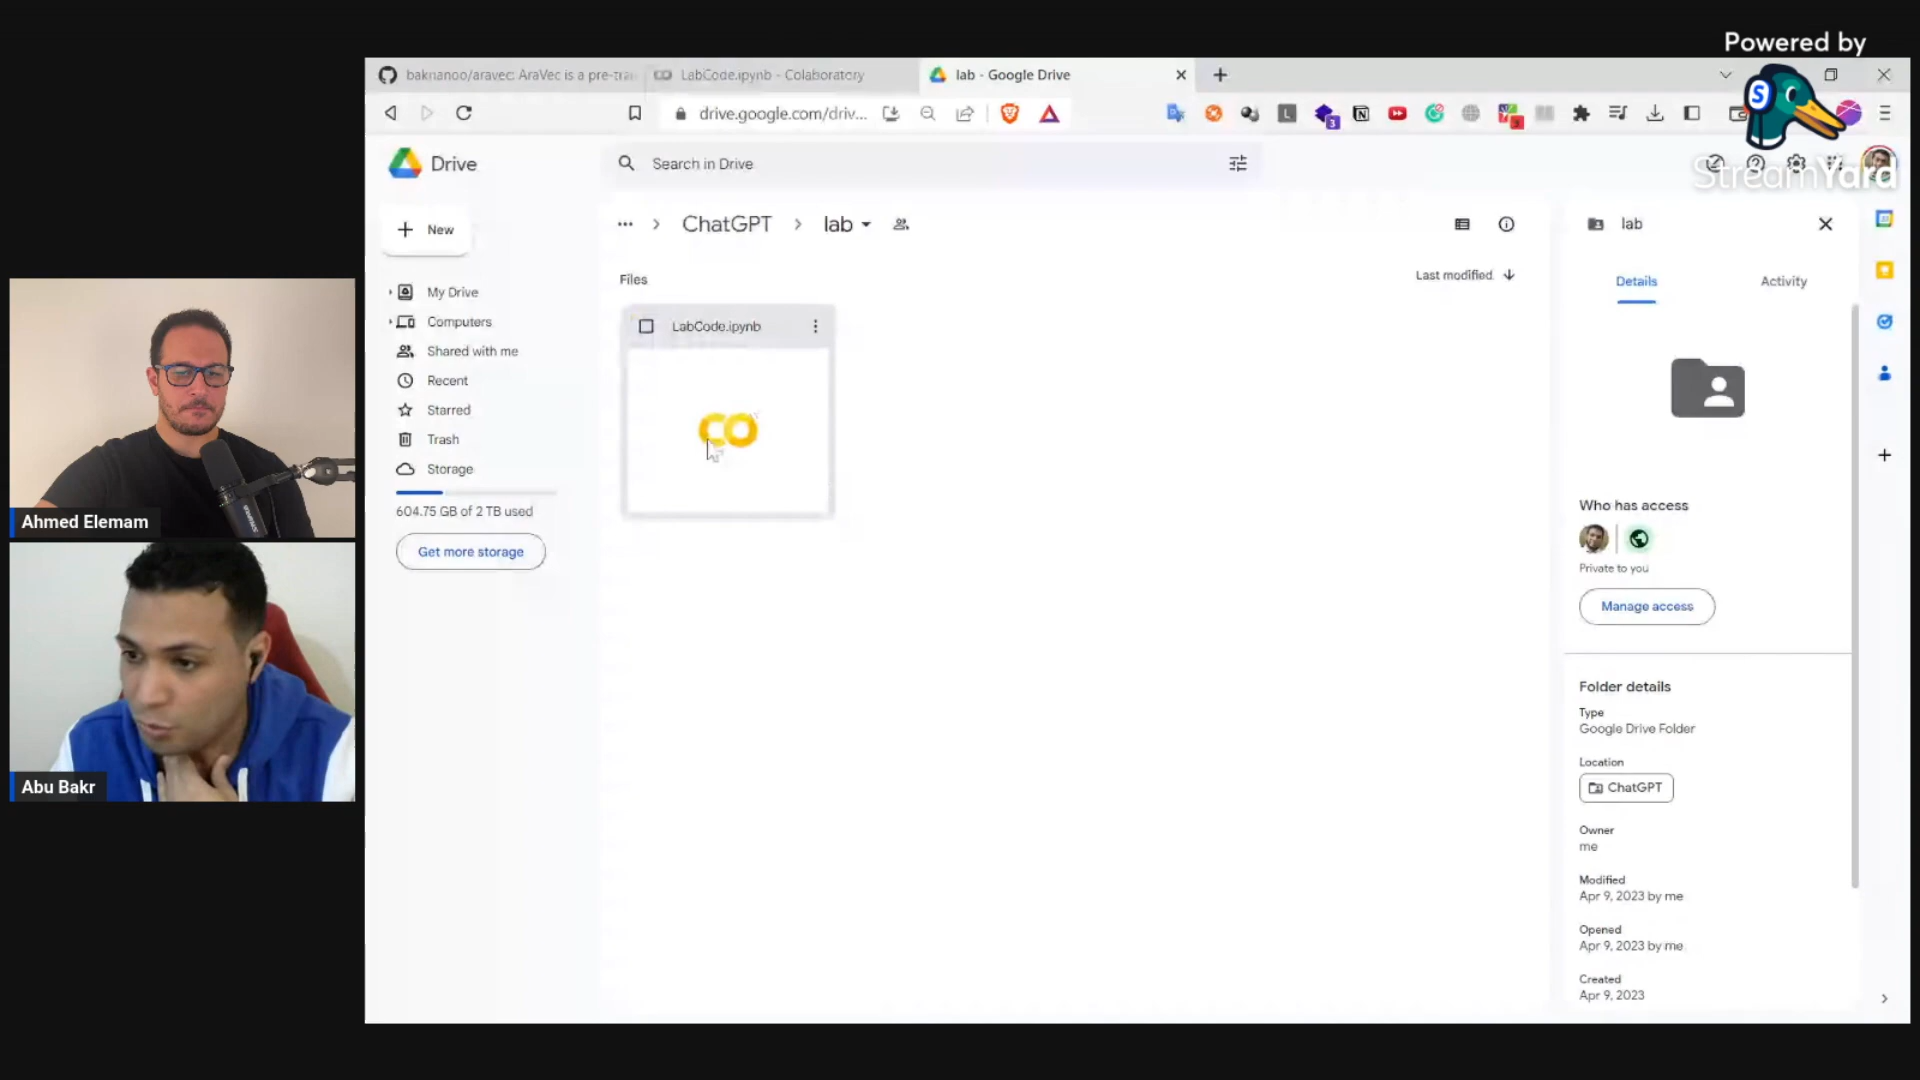 Powered by
StreamYard
baknanoo/aravec: AraVec is a pre-trai
LabCode.ipynb - Colaboratory
lab - Google Drive
drive.google.com/driv...
Drive
Search in Drive
New
My Drive
Computers
Shared with me
Recent
Starred
Trash
Storage
604.75 GB of 2 TB used
Get more storage
ChatGPT
lab
Files
Last modified
LabCode.ipynb
lab
Details
Activity
Who has access
Private to you
Manage access
Folder details
Type
Google Drive Folder
Location
ChatGPT
Owner
me
Modified
Apr 9, 2023 by me
Opened
Apr 9, 2023 by me
Created
Apr 9, 2023
Ahmed Elemam
Abu Bakr